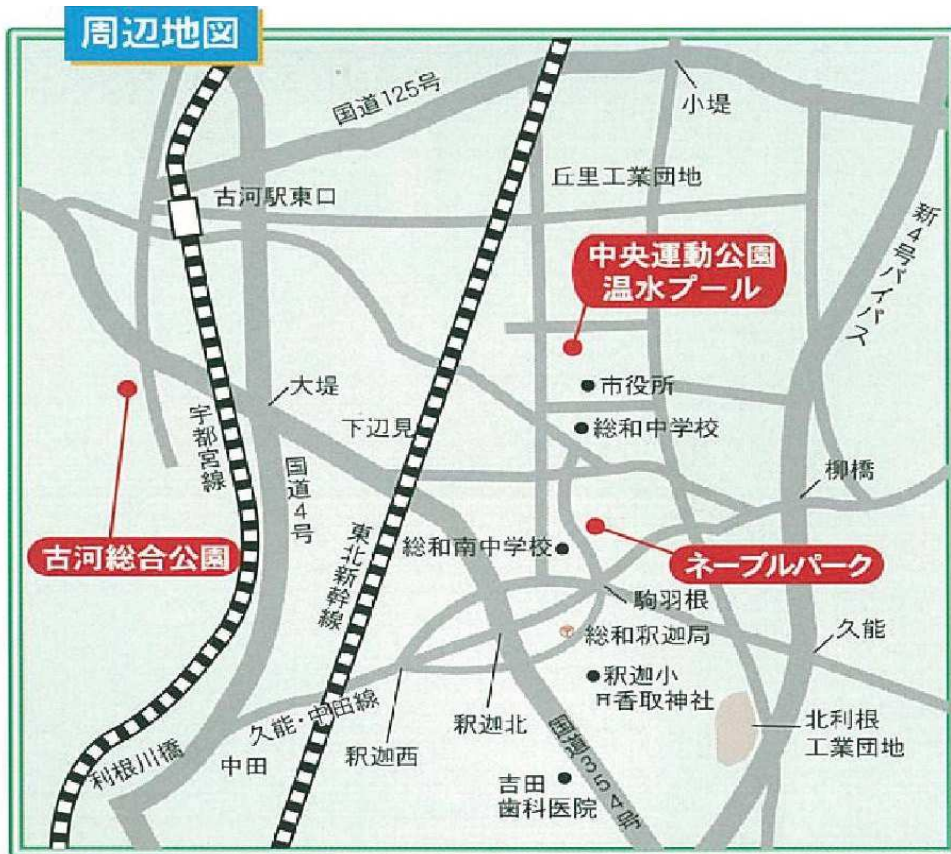 周辺地図
国道125号
小堤
古河駅東口
丘里工業団地
新4号バイパス
中央運動公園
温水プール
大堤
市役所
下辺見
総和中学校
宇都宮線
国道4号
柳橋
古河総合公園
東北新幹線
総和南中学校
ネーブルパーク
駒羽根
総和釈迦局
久能
釈迦小
香取神社
久能・中田線
釈迦西
釈迦北
国道354号
北利根
工業団地
利根川橋
中田
吉田
歯科医院